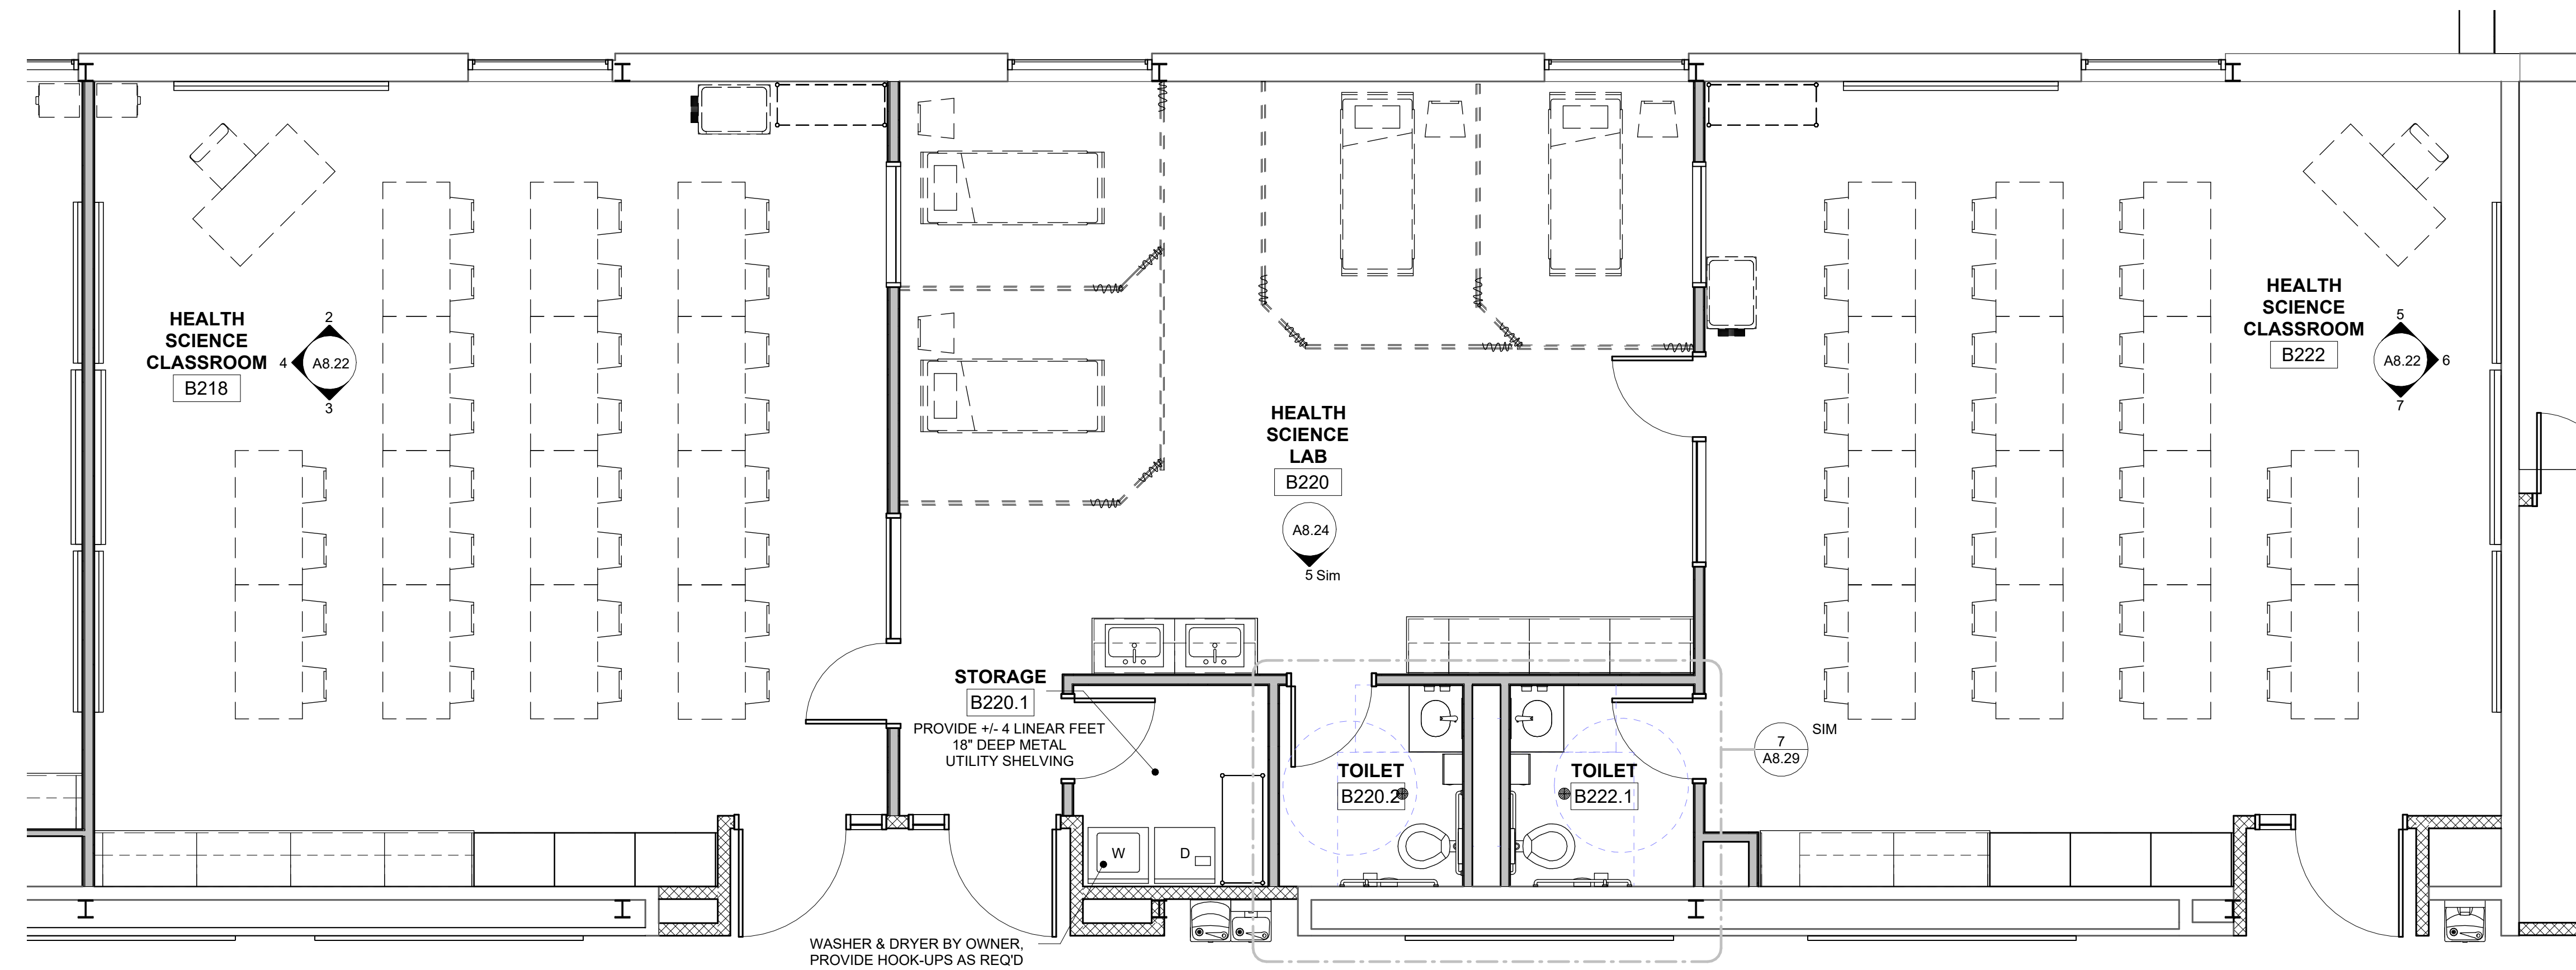 HEALTH
SCIENCE
CLASSROOM
B218
2
4
A8.22
3
HEALTH
SCIENCE
LAB
B220
A8.24
5 Sim
HEALTH
SCIENCE
CLASSROOM
B222
5
A8.22
6
7
STORAGE
B220.1
PROVIDE +/- 4 LINEAR FEET
18" DEEP METAL
UTILITY SHELVING
W
D
TOILET
B220.2
TOILET
B222.1
7
A8.29
SIM
WASHER & DRYER BY OWNER,
PROVIDE HOOK-UPS AS REQ'D